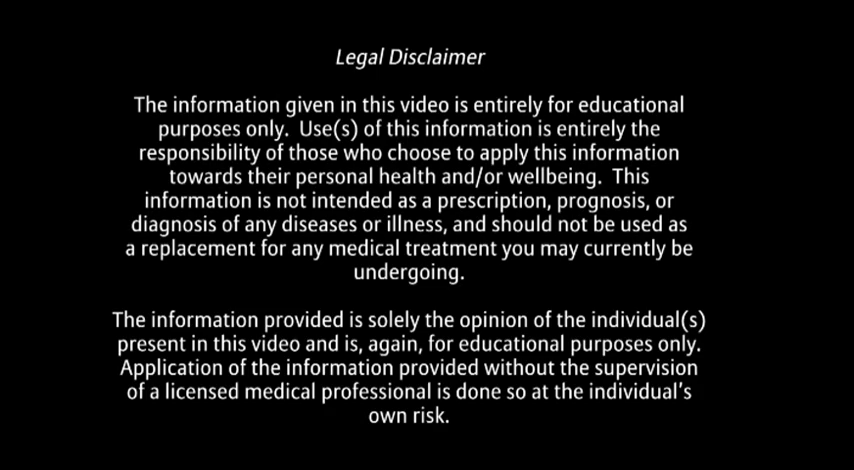 Legal Disclaimer
The information given in this video is entirely for educational
purposes only.  Use(s) of this information is entirely the
responsibility of those who choose to apply this information
towards their personal health and/or wellbeing.  This
information is not intended as a prescription, prognosis, or
diagnosis of any diseases or illness, and should not be used as
a replacement for any medical treatment you may currently be
undergoing.
The information provided is solely the opinion of the individual(s)
present in this video and is, again, for educational purposes only.
Application of the information provided without the supervision
of a licensed medical professional is done so at the individual's
own risk.